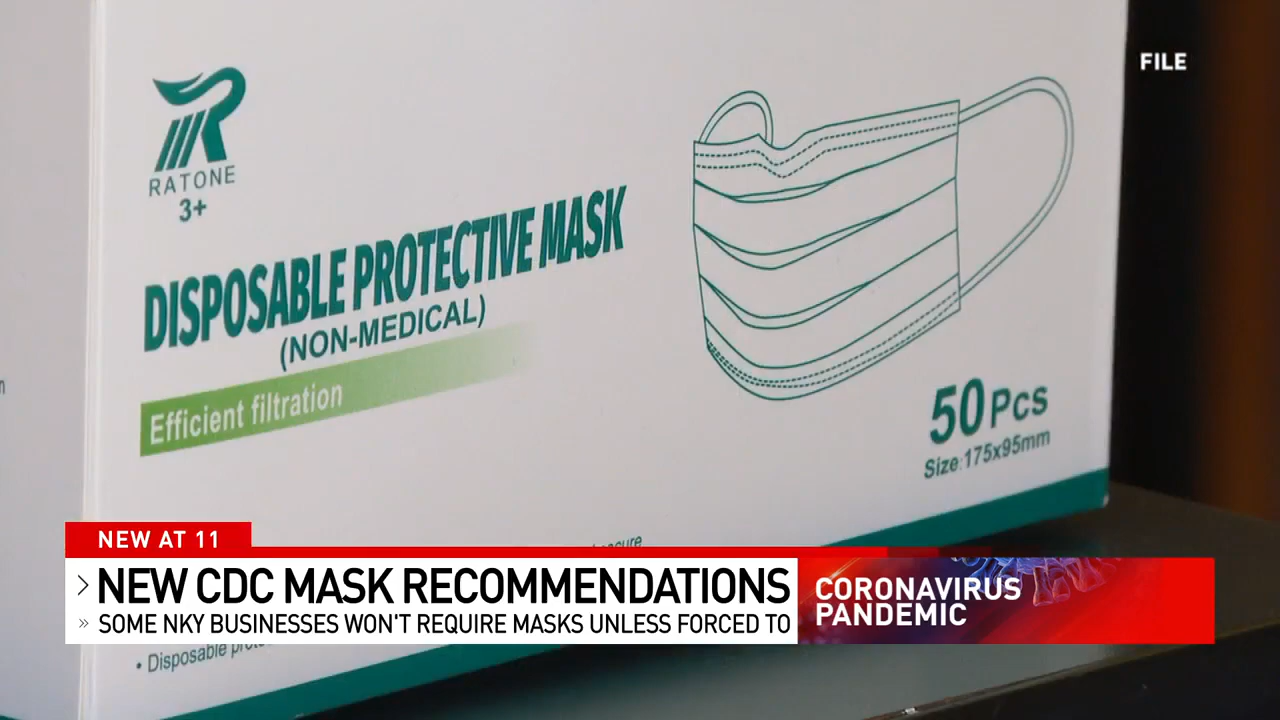 FILE
RATONE
3+
DISPOSABLE PROTECTIVE MASK
(NON-MEDICAL)
Efficient filtration
50 Pcs
Size:175x95mm
NEW AT 11
NEW CDC MASK RECOMMENDATIONS
SOME NKY BUSINESSES WON'T REQUIRE MASKS UNLESS FORCED TO
CORONAVIRUS
PANDEMIC
• Disposable